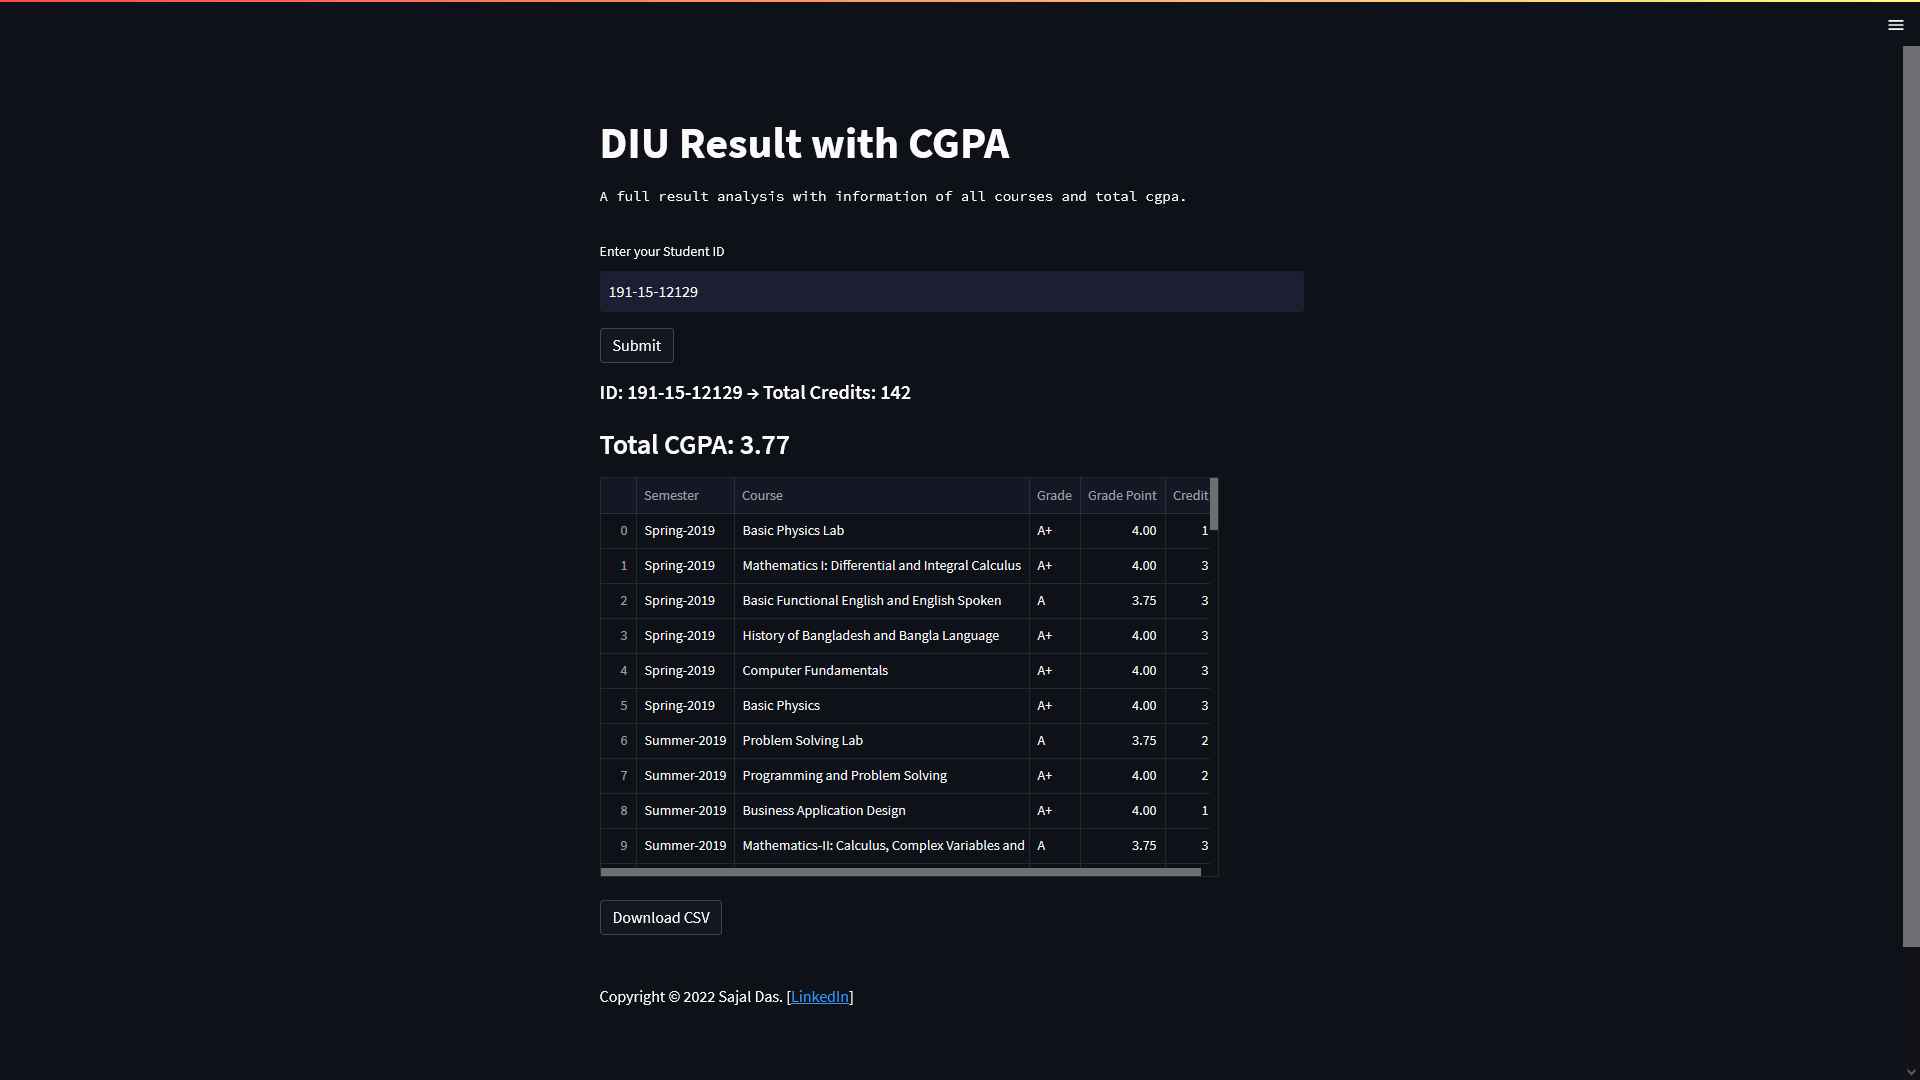 DIU Result with CGPA
A full result analysis with information of all courses and total cgpa.
Enter your Student ID
191-15-12129
Submit
ID: 191-15-12129 → Total Credits: 142
Total CGPA: 3.77
Semester Course Grade Grade Point Credit
0 Spring-2019 Basic Physics Lab A+ 4.00 1
1 Spring-2019 Mathematics I: Differential and Integral Calculus A+ 4.00 3
2 Spring-2019 Basic Functional English and English Spoken A 3.75 3
3 Spring-2019 History of Bangladesh and Bangla Language A+ 4.00 3
4 Spring-2019 Computer Fundamentals A+ 4.00 3
5 Spring-2019 Basic Physics A+ 4.00 3
6 Summer-2019 Problem Solving Lab A 3.75 2
7 Summer-2019 Programming and Problem Solving A+ 4.00 2
8 Summer-2019 Business Application Design A+ 4.00 1
9 Summer-2019 Mathematics-II: Calculus, Complex Variables and A 3.75 3
Download CSV
Copyright © 2022 Sajal Das. [LinkedIn]